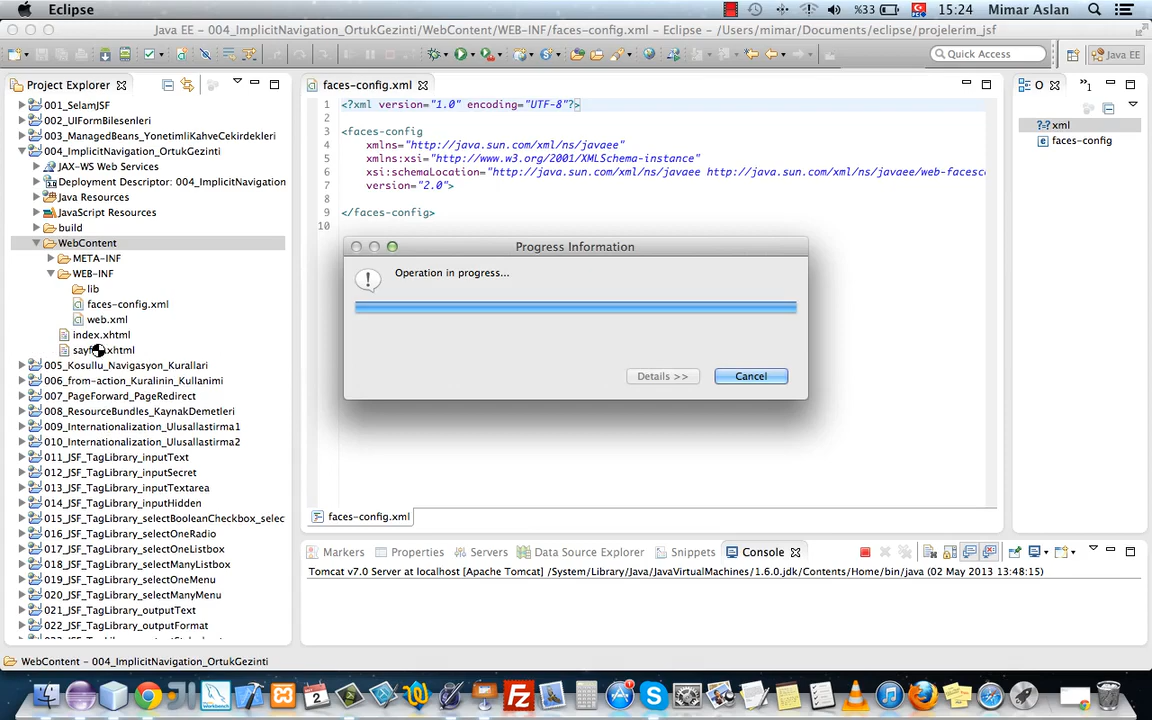 Eclipse
%33
15:24
Mimar Aslan
Java EE - 004_ImplicitNavigation_OrtukGezinti/WebContent/WEB-INF/faces-config.xml - Eclipse - /Users/mimar/Documents/eclipse/projelerim_jsf
Quick Access
Java EE
Project Explorer
faces-config.xml
O
»1
001_SelamJSF
002_UIFormBilesenleri
003_ManagedBeans_YonetimliKahveCekirdekleri
004_ImplicitNavigation_OrtukGezinti
JAX-WS Web Services
Deployment Descriptor: 004_ImplicitNavigation
Java Resources
JavaScript Resources
build
WebContent
META-INF
WEB-INF
lib
faces-config.xml
web.xml
index.xhtml
005_Kosullu_Navigasyon_Kurallari
006_from-action_Kuralinin_Kullanimi
007_PageForward_PageRedirect
008_ResourceBundles_KaynakDemetleri
009_Internationalization_Ulusallastirma1
010_Internationalization_Ulusallastirma2
011_JSF_TagLibrary_inputText
012_JSF_TagLibrary_inputSecret
013_JSF_TagLibrary_inputTextarea
014_JSF_TagLibrary_inputHidden
015_JSF_TagLibrary_selectBooleanCheckbox_selec
016_JSF_TagLibrary_selectOneRadio
017_JSF_TagLibrary_selectOneListbox
018_JSF_TagLibrary_selectManyListbox
019_JSF_TagLibrary_selectOneMenu
020_JSF_TagLibrary_selectManyMenu
021_JSF_TagLibrary_outputText
022_JSF_TagLibrary_outputFormat
1 <?xml version="1.0" encoding="UTF-8"?>
2
3 <faces-config
4 xmlns="http://java.sun.com/xml/ns/javaee"
5 xmlns:xsi="http://www.w3.org/2001/XMLSchema-instance"
6 xsi:schemaLocation="http://java.sun.com/xml/ns/javaee http://java.sun.com/xml/ns/javaee/web-facesc
7 version="2.0">
8
9 </faces-config>
10
xml
faces-config
Progress Information
Operation in progress...
Details >>
Cancel
faces-config.xml
Markers
Properties
Servers
Data Source Explorer
Snippets
Console
Tomcat v7.0 Server at localhost [Apache Tomcat] /System/Library/Java/JavaVirtualMachines/1.6.0.jdk/Contents/Home/bin/java (02 May 2013 13:48:15)
WebContent - 004_ImplicitNavigation_OrtukGezinti